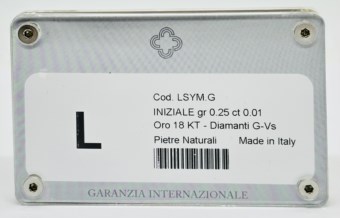 Cod. LSYM.G
INIZIALE gr 0.25 ct 0.01
Oro 18 KT - Diamanti G-Vs
Pietre Naturali Made in Italy
L
GARANZIA INTERNAZIONALE